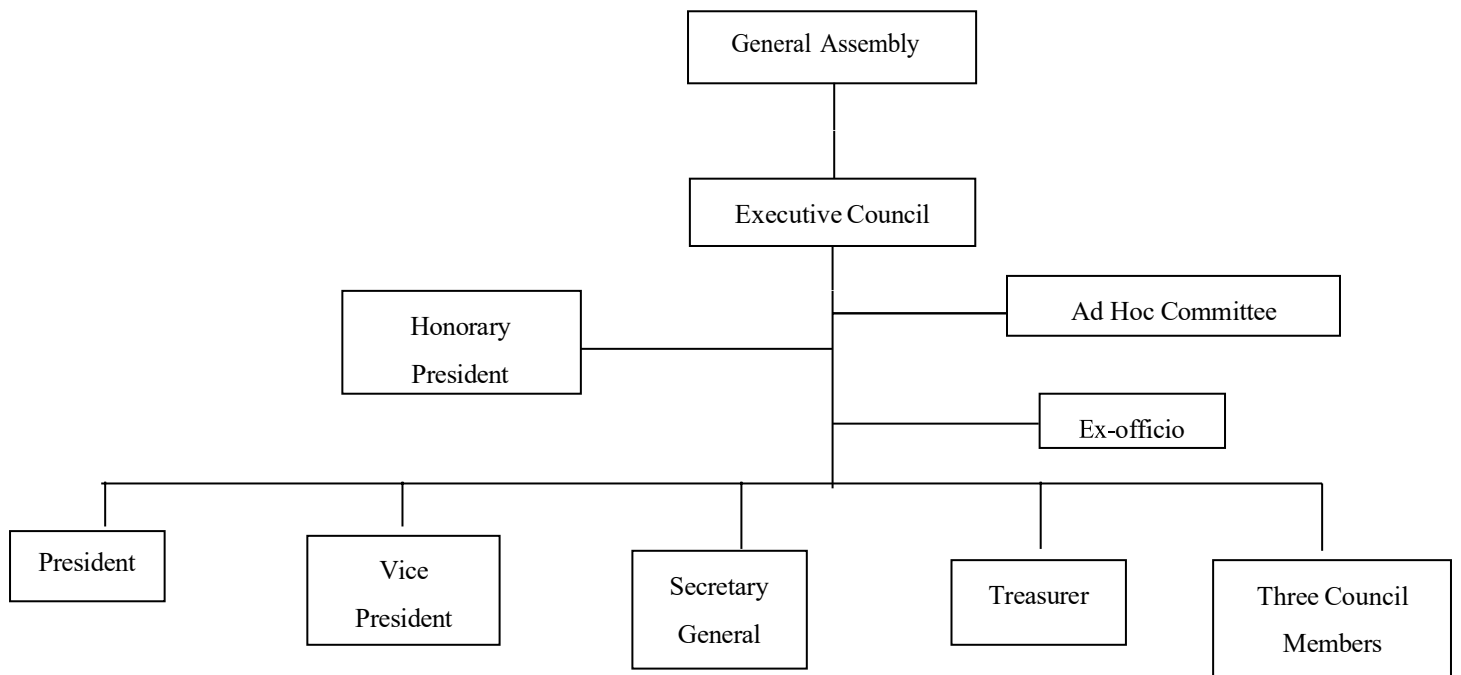 General Assembly
Executive Council
Ad Hoc Committee
Honorary
President
Ex-officio
President
Vice
President
Secretary
General
Treasurer
Three Council
Members